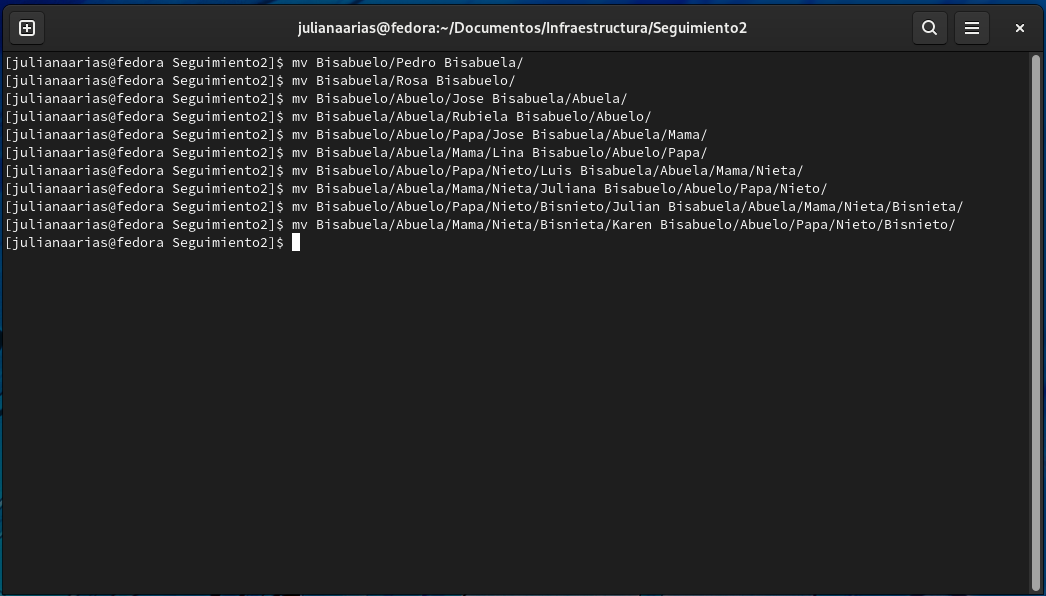 julianaarias@fedora:~/Documentos/Infraestructura/Seguimiento2
[julianaarias@fedora Seguimiento2]$ mv Bisabuelo/Pedro Bisabuela/
[julianaarias@fedora Seguimiento2]$ mv Bisabuela/Rosa Bisabuelo/
[julianaarias@fedora Seguimiento2]$ mv Bisabuelo/Abuelo/Jose Bisabuela/Abuela/
[julianaarias@fedora Seguimiento2]$ mv Bisabuela/Abuela/Rubiela Bisabuelo/Abuelo/
[julianaarias@fedora Seguimiento2]$ mv Bisabuelo/Abuelo/Papa/Jose Bisabuela/Abuela/Mama/
[julianaarias@fedora Seguimiento2]$ mv Bisabuela/Abuela/Mama/Lina Bisabuelo/Abuelo/Papa/
[julianaarias@fedora Seguimiento2]$ mv Bisabuelo/Abuelo/Papa/Nieto/Luis Bisabuela/Abuela/Mama/Nieta/
[julianaarias@fedora Seguimiento2]$ mv Bisabuela/Abuela/Mama/Nieta/Juliana Bisabuelo/Abuelo/Papa/Nieto/
[julianaarias@fedora Seguimiento2]$ mv Bisabuelo/Abuelo/Papa/Nieto/Bisnieto/Julian Bisabuela/Abuela/Mama/Nieta/Bisnieta/
[julianaarias@fedora Seguimiento2]$ mv Bisabuela/Abuela/Mama/Nieta/Bisnieta/Karen Bisabuelo/Abuelo/Papa/Nieto/Bisnieto/
[julianaarias@fedora Seguimiento2]$